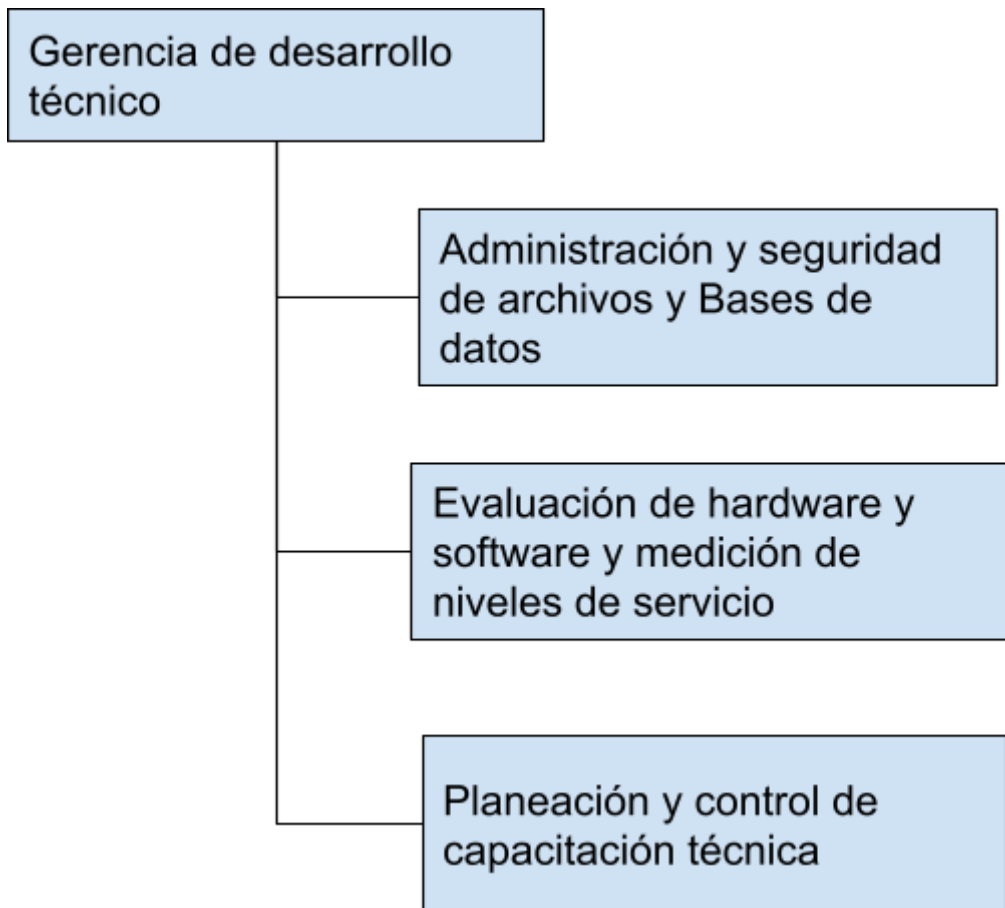 Gerencia de desarrollo
técnico
Administración y seguridad
de archivos y Bases de
datos
Evaluación de hardware y
software y medición de
niveles de servicio
Planeación y control de
capacitación técnica